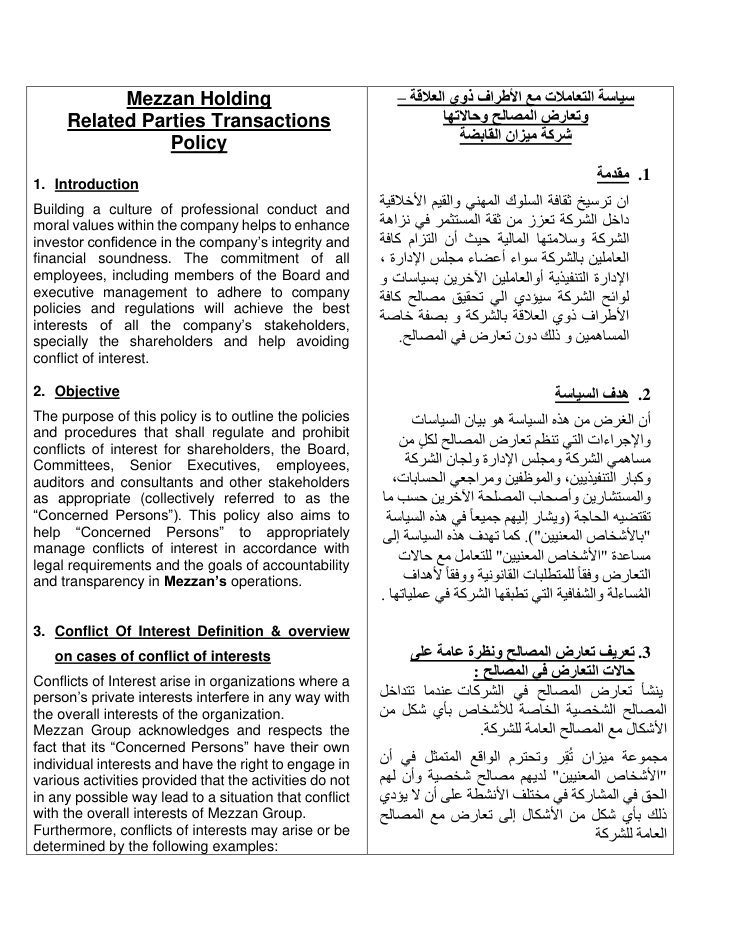 Mezzan Holding
Related Parties Transactions
Policy
1. Introduction
Building a culture of professional conduct and
moral values within the company helps to enhance
investor confidence in the company’s integrity and
financial soundness. The commitment of all
employees, including members of the Board and
executive management to adhere to company
policies and regulations will achieve the best
interests of all the company’s stakeholders,
specially the shareholders and help avoiding
conflict of interest.
2. Objective
The purpose of this policy is to outline the policies
and procedures that shall regulate and prohibit
conflicts of interest for shareholders, the Board,
Committees, Senior Executives, employees,
auditors and consultants and other stakeholders
as appropriate (collectively referred to as the
“Concerned Persons”). This policy also aims to
help “Concerned Persons” to appropriately
manage conflicts of interest in accordance with
legal requirements and the goals of accountability
and transparency in Mezzan’s operations.
3. Conflict Of Interest Definition & overview
on cases of conflict of interests
Conflicts of Interest arise in organizations where a
person’s private interests interfere in any way with
the overall interests of the organization.
Mezzan Group acknowledges and respects the
fact that its “Concerned Persons” have their own
individual interests and have the right to engage in
various activities provided that the activities do not
in any possible way lead to a situation that conflict
with the overall interests of Mezzan Group.
Furthermore, conflicts of interests may arise or be
determined by the following examples:
سياسة التعاملات مع الأطراف ذوي العلاقة –
وتعارض المصالح وحالاتها
شركة ميزان القابضة
1. مقدمة
ان ترسيخ ثقافة السلوك المهني والقيم الأخلاقية
داخل الشركة تعزز من ثقة المستثمر في نزاهة
الشركة وسلامتها المالية حيث أن التزام كافة
العاملين بالشركة سواء أعضاء مجلس الإدارة ،
الإدارة التنفيذية أوالعاملين الآخرين بسياسات و
لوائح الشركة سيؤدي الي تحقيق مصالح كافة
الأطراف ذوي العلاقة بالشركة و بصفة خاصة
المساهمين و ذلك دون تعارض في المصالح.
2. هدف السياسة
أن الغرض من هذه السياسة هو بيان السياسات
والإجراءات التي تنظم تعارض المصالح لكلٍ من
مساهمي الشركة ومجلس الإدارة ولجان الشركة
وكبار التنفيذيين، والموظفين ومراجعي الحسابات،
والمستشارين وأصحاب المصلحة الآخرين حسب ما
تقتضيه الحاجة (ويشار إليهم جميعاً في هذه السياسة
"بالأشخاص المعنيين"). كما تهدف هذه السياسة إلى
مساعدة "الأشخاص المعنيين" للتعامل مع حالات
التعارض وفقاً للمتطلبات القانونية ووفقاً لأهداف
المُساءلة والشفافية التي تطبقها الشركة في عملياتها .
3. تعريف تعارض المصالح ونظرة عامة على
حالات التعارض في المصالح :
ينشأ تعارض المصالح في الشركات عندما تتداخل
المصالح الشخصية الخاصة للأشخاص بأي شكل من
الأشكال مع المصالح العامة للشركة.
مجموعة ميزان تُقِر وتحترم الواقع المتمثل في أن
"الأشخاص المعنيين" لديهم مصالح شخصية وأن لهم
الحق في المشاركة في مختلف الأنشطة على أن لا يؤدي
ذلك بأي شكل من الأشكال إلى تعارض مع المصالح
العامة للشركة